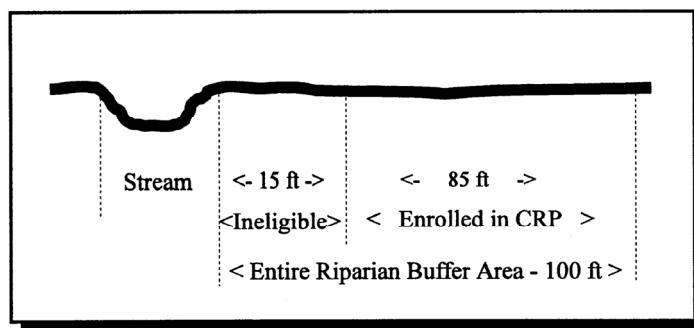 Stream <- 15 ft -> <- 85 ft ->
<Ineligible> < Enrolled in CRP >
< Entire Riparian Buffer Area - 100 ft >